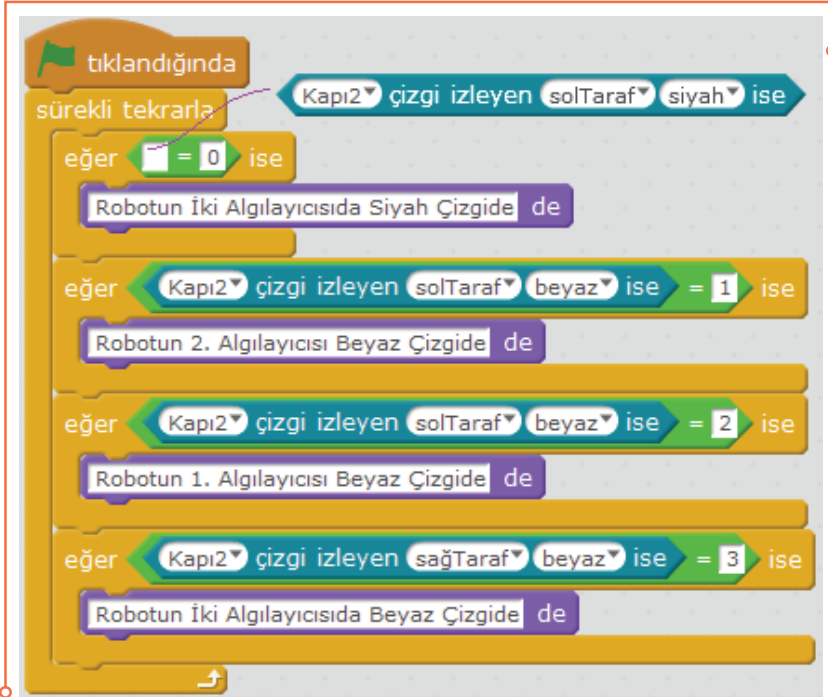 tıklandığında
Kapı2 çizgi izleyen solTaraf siyah ise
sürekli tekrarla
eğer = 0 ise
Robotun İki Algılayıcısıda Siyah Çizgide de
eğer Kapı2 çizgi izleyen solTaraf beyaz ise = 1 ise
Robotun 2. Algılayıcısı Beyaz Çizgide de
eğer Kapı2 çizgi izleyen solTaraf beyaz ise = 2 ise
Robotun 1. Algılayıcısı Beyaz Çizgide de
eğer Kapı2 çizgi izleyen sağTaraf beyaz ise = 3 ise
Robotun İki Algılayıcısıda Beyaz Çizgide de